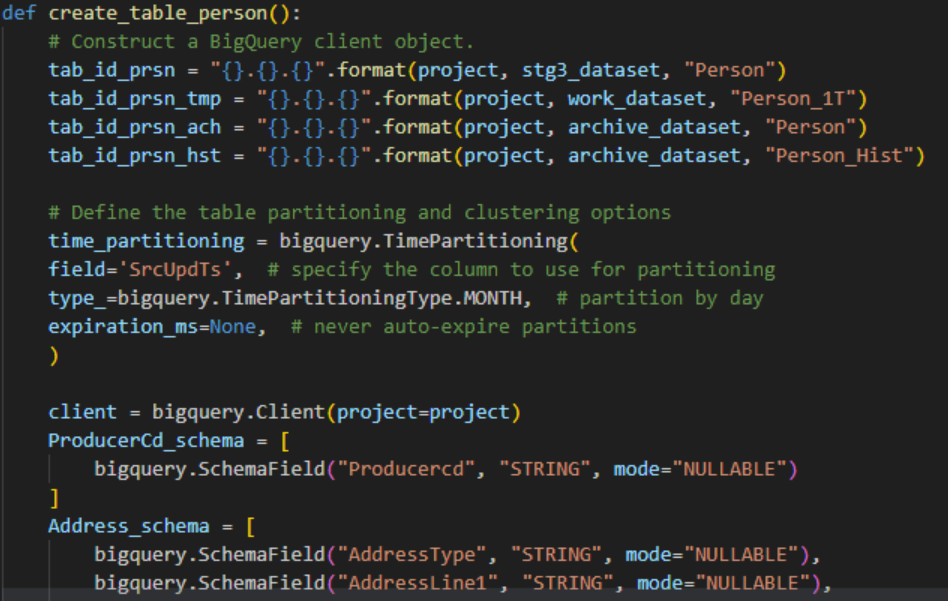 def create_table_person():
    # Construct a BigQuery client object.
    tab_id_prsn = "{}.{}.{}".format(project, stg3_dataset, "Person")
    tab_id_prsn_tmp = "{}.{}.{}".format(project, work_dataset, "Person_1T")
    tab_id_prsn_ach = "{}.{}.{}".format(project, archive_dataset, "Person")
    tab_id_prsn_hst = "{}.{}.{}".format(project, archive_dataset, "Person_Hist")

    # Define the table partitioning and clustering options
    time_partitioning = bigquery.TimePartitioning(
    field='SrcUpdTs',  # specify the column to use for partitioning
    type_=bigquery.TimePartitioningType.MONTH,  # partition by day
    expiration_ms=None,  # never auto-expire partitions
    )

    client = bigquery.Client(project=project)
    ProducerCd_schema = [
        bigquery.SchemaField("Producercd", "STRING", mode="NULLABLE")
    ]
    Address_schema = [
        bigquery.SchemaField("AddressType", "STRING", mode="NULLABLE"),
        bigquery.SchemaField("AddressLine1", "STRING", mode="NULLABLE"),